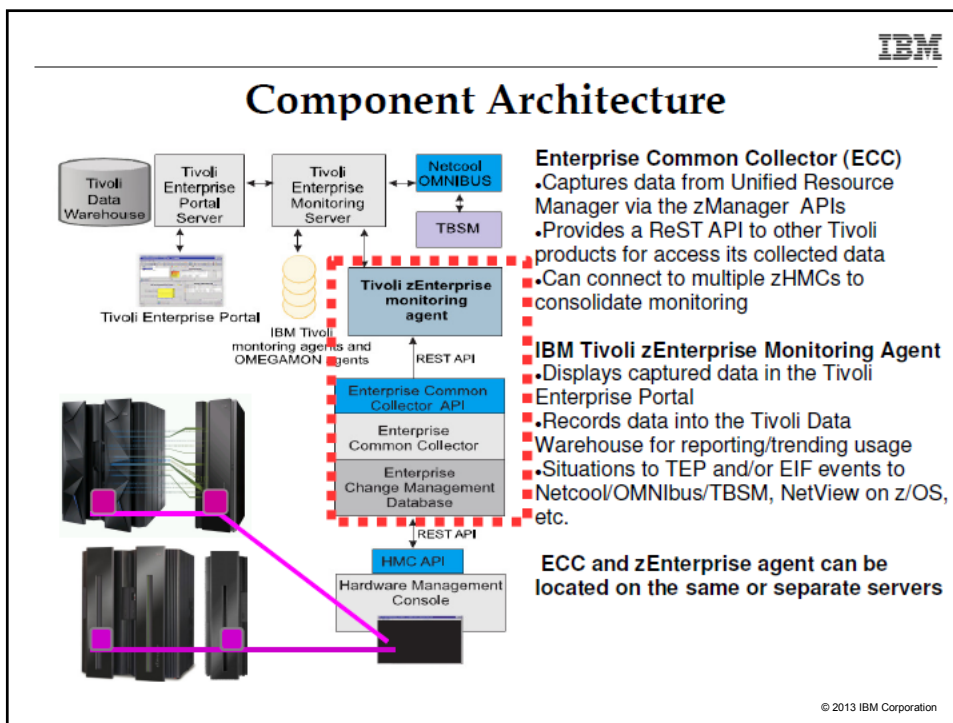 IBM
Component Architecture
Tivoli
Data
Warehouse
Tivoli
Enterprise
Portal
Server
Tivoli
Enterprise
Monitoring
Server
Netcool
OMNIBUS
TBSM
Tivoli Enterprise Portal
IBM Tivoli
montoring agents and
OMEGAMON agents
Tivoli zEnterprise
monitoring
agent
REST API
Enterprise Common
Collector API
Enterprise
Common Collector
Enterprise
Change Management
Database
REST API
HMC API
Hardware Management
Console
Enterprise Common Collector (ECC)
•Captures data from Unified Resource
Manager via the zManager APIs
•Provides a ReST API to other Tivoli
products for access its collected data
•Can connect to multiple zHMCs to
consolidate monitoring
IBM Tivoli zEnterprise Monitoring Agent
•Displays captured data in the Tivoli
Enterprise Portal
•Records data into the Tivoli Data
Warehouse for reporting/trending usage
•Situations to TEP and/or EIF events to
Netcool/OMNIbus/TBSM, NetView on z/OS,
etc.
ECC and zEnterprise agent can be
located on the same or separate servers
© 2013 IBM Corporation